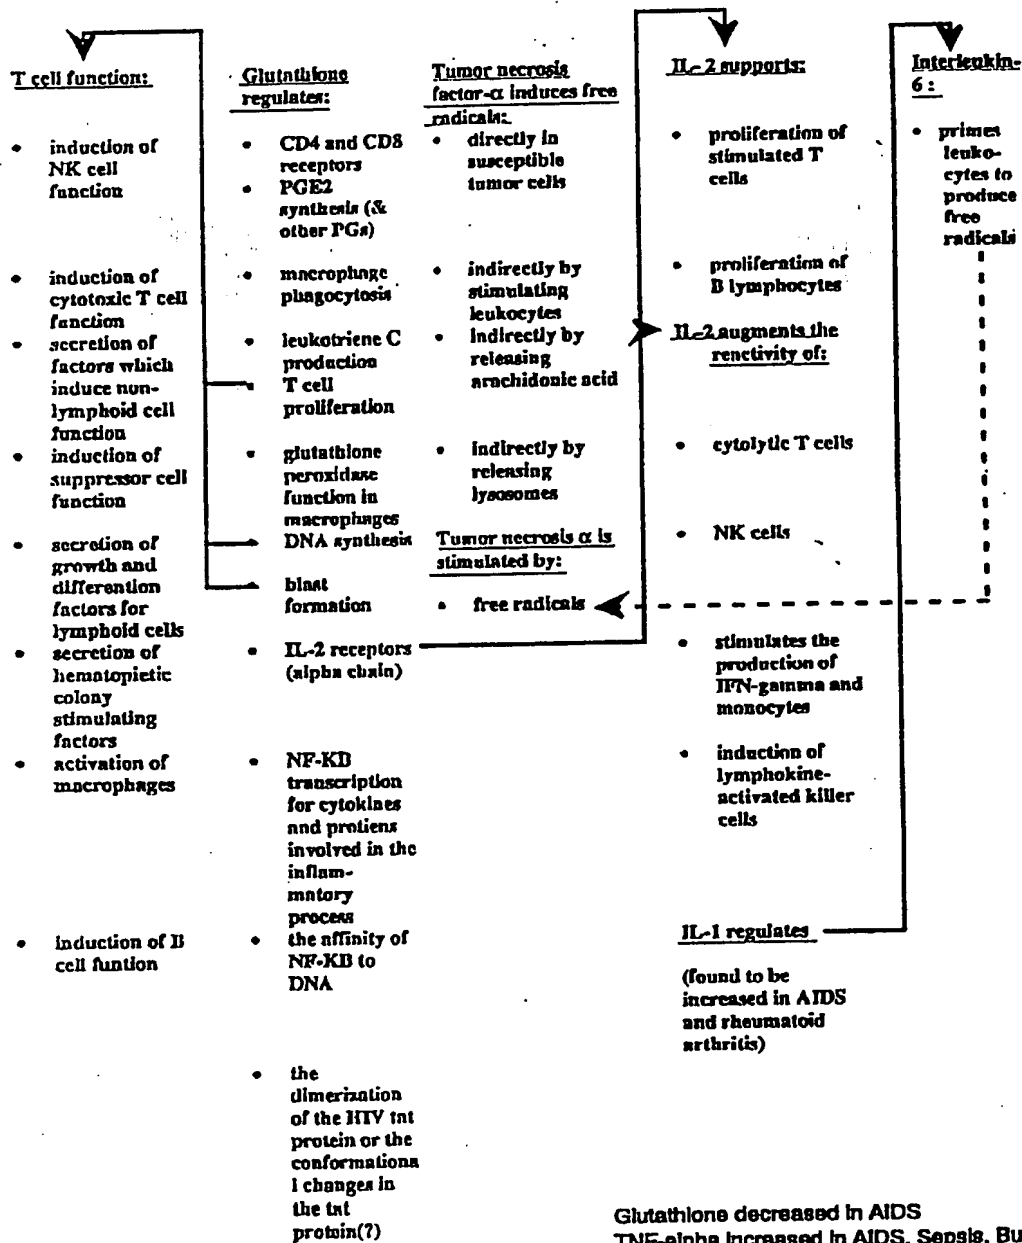 T cell function:
• induction of
NK cell
function
• induction of
cytotoxic T cell
function
• secretion of
factors which
induce non-
lymphoid cell
function
• induction of
suppressor cell
function
• secretion of
growth and
differention
factors for
lymphoid cells
• secretion of
hematopietic
colony
stimulating
factors
• activation of
macrophages
• induction of B
cell funtion
Glutathione
regulates:
• CD4 and CD8
receptors
• PGE2
synthesis (&
other PGs)
• macrophage
phagocytosis
• leukotriene C
production
• T cell
proliferation
• glutathione
peroxidase
function in
macrophages
• DNA synthesis
• blast
formation
• IL-2 receptors
(alpha chain)
• NF-KB
transcription
for cytokines
and protiens
involved in the
inflam-
matory
process
• the affinity of
NF-KB to
DNA
• the
dimerization
of the HIV tat
protein or the
conformationa
l changes in
the tat
protein(?)
Tumor necrosis
factor-α induces free
radicals:
• directly in
susceptible
tumor cells
• indirectly by
stimulating
leukocytes
• indirectly by
releasing
arachidonic acid
• indirectly by
releasing
lysosomes
Tumor necrosis α is
stimulated by:
• free radicals
IL-2 supports:
• proliferation of
stimulated T
cells
• proliferation of
B lymphocytes
IL-2 augments the
reactivity of:
• cytolytic T cells
• NK cells
• stimulates the
production of
IFN-gamma and
monocytes
• induction of
lymphokine-
activated killer
cells
IL-1 regulates
(found to be
increased in AIDS
and rheumatoid
arthritis)
Interleukin-
6:
• primes
leuko-
cytes to
produce
free
radicals
Glutathione decreased in AIDS
TNF-alpha increased in AIDS, Sepsis, Bu